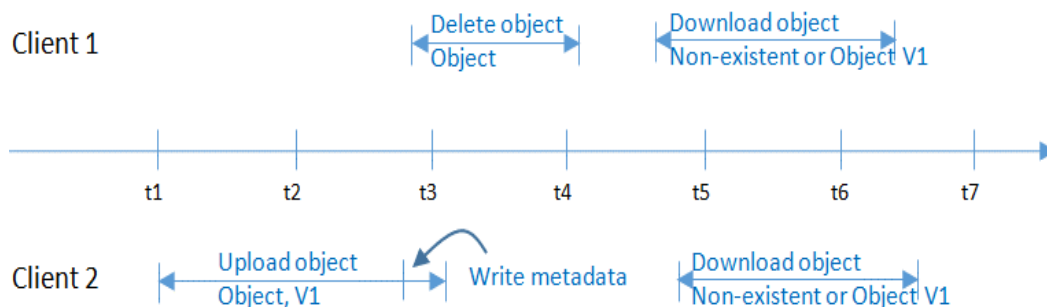 Client 1
Delete object
Object
Download object
Non-existent or Object V1
t1 t2 t3 t4 t5 t6 t7
Client 2
Upload object
Object, V1
Write metadata
Download object
Non-existent or Object V1